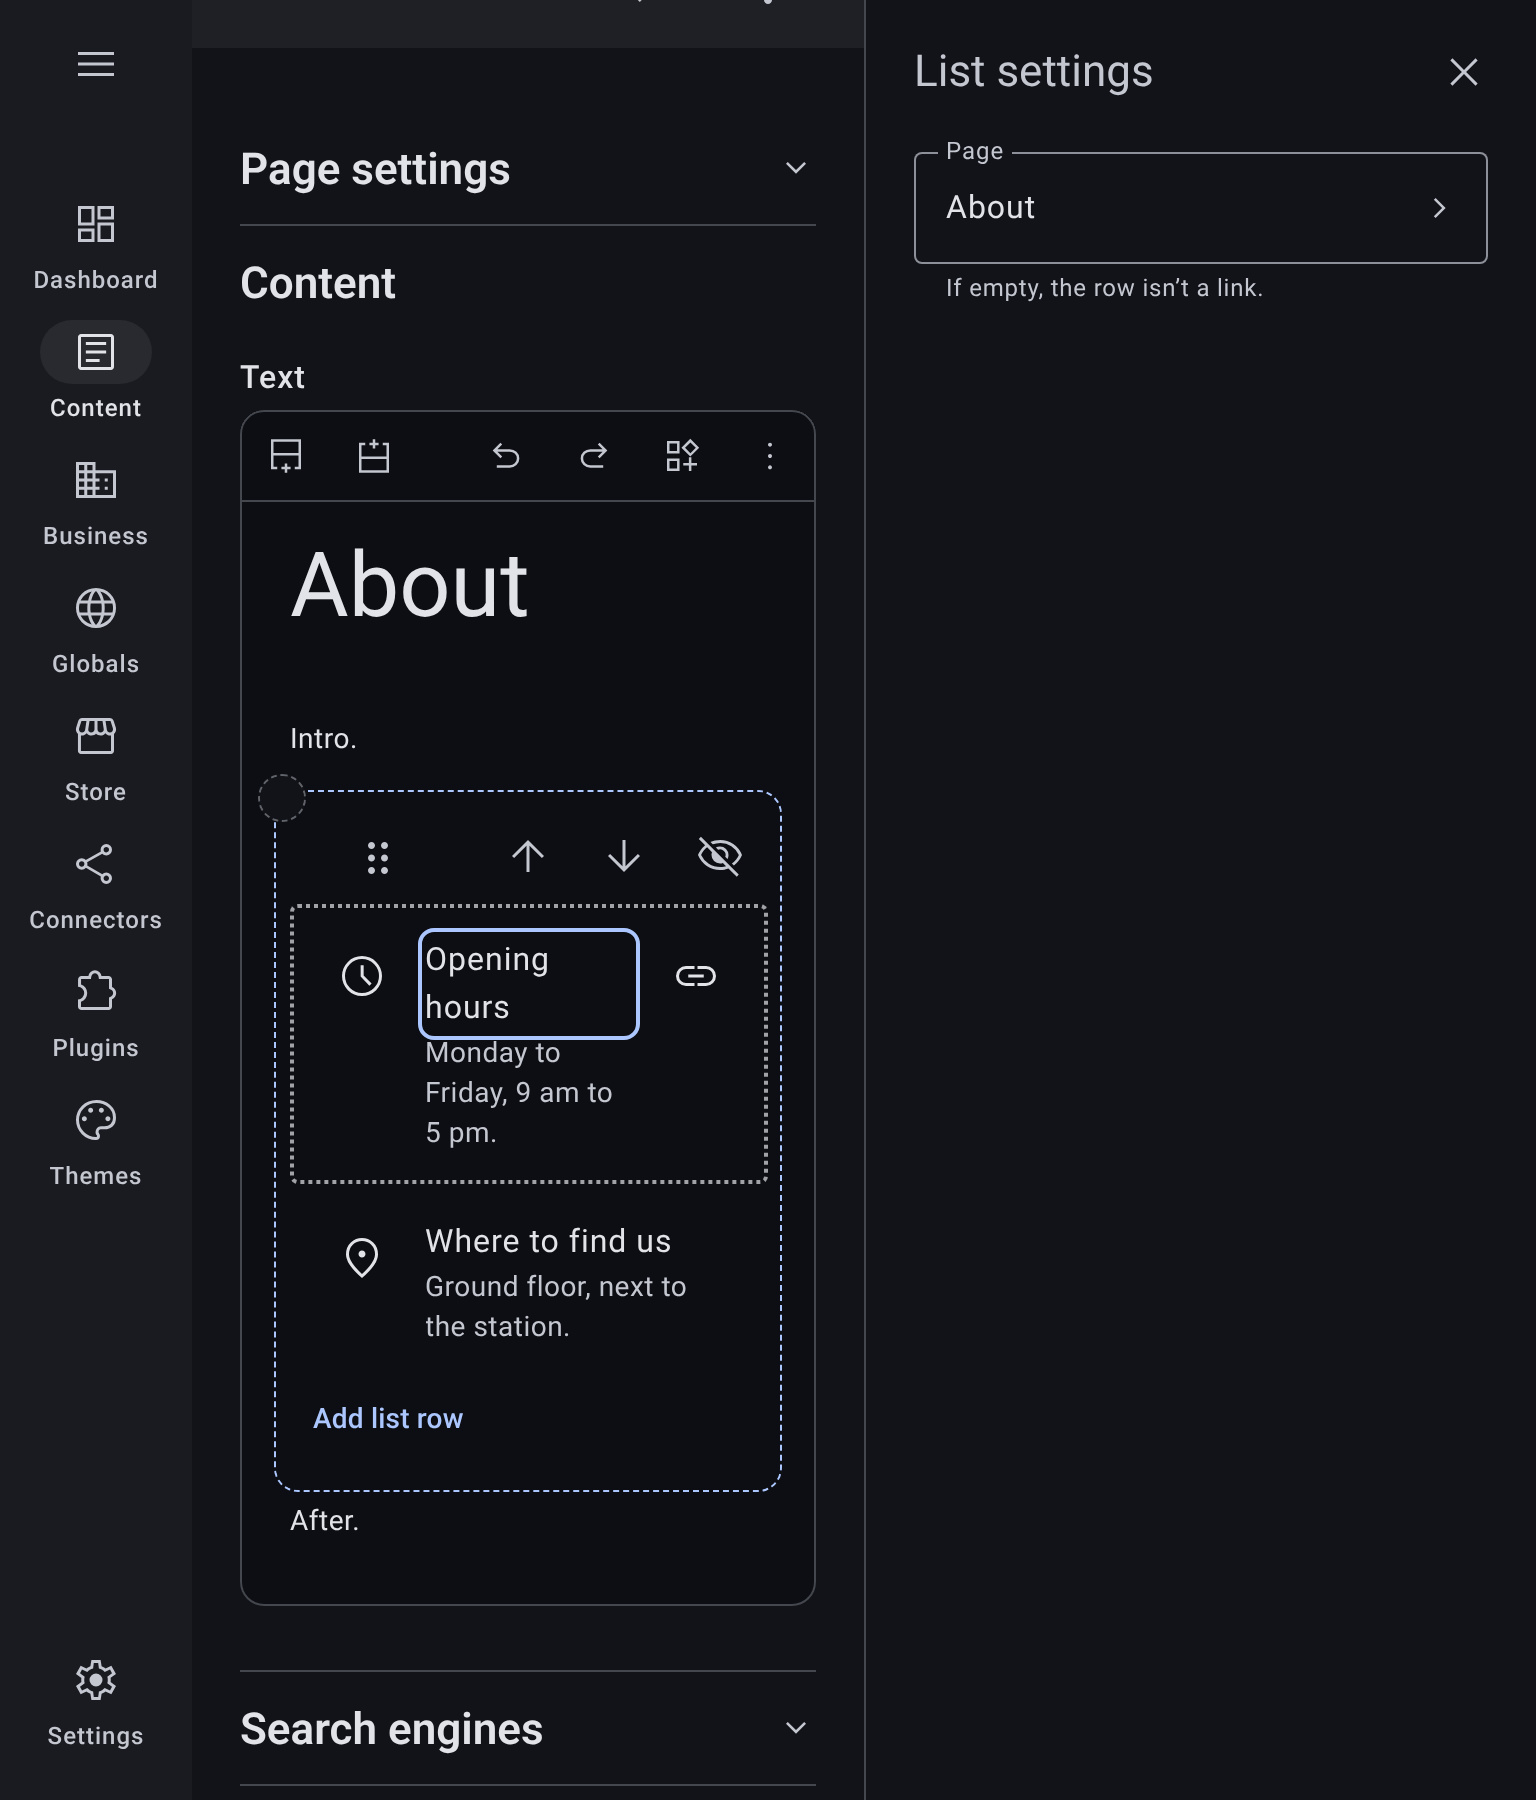 Dashboard
Content
Business
Globals
Store
Connectors
Plugins
Themes
Settings
Page settings
Content
Text
About
Intro.
Opening
hours
Monday to
Friday, 9 am to
5 pm.
Where to find us
Ground floor, next to
the station.
Add list row
After.
Search engines
List settings
Page
About
If empty, the row isn’t a link.